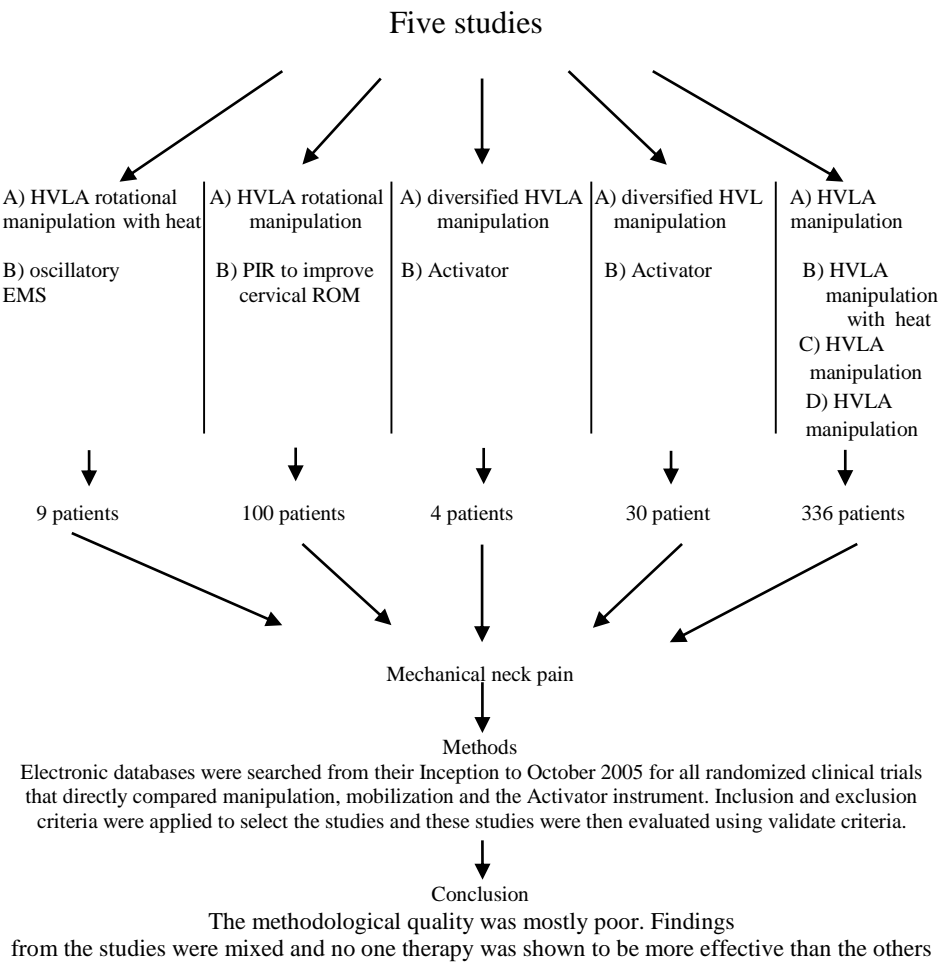 Five studies
A) HVLA rotational
manipulation with heat
B) oscillatory
EMS
A) HVLA rotational
manipulation
B) PIR to improve
cervical ROM
A) diversified HVLA
manipulation
B) Activator
A) diversified HVL
manipulation
B) Activator
A) HVLA
manipulation
B) HVLA
manipulation
with heat
C) HVLA
manipulation
D) HVLA
manipulation
9 patients
100 patients
4 patients
30 patient
336 patients
Mechanical neck pain
Methods
Electronic databases were searched from their Inception to October 2005 for all randomized clinical trials
that directly compared manipulation, mobilization and the Activator instrument. Inclusion and exclusion
criteria were applied to select the studies and these studies were then evaluated using validate criteria.
Conclusion
The methodological quality was mostly poor. Findings
from the studies were mixed and no one therapy was shown to be more effective than the others